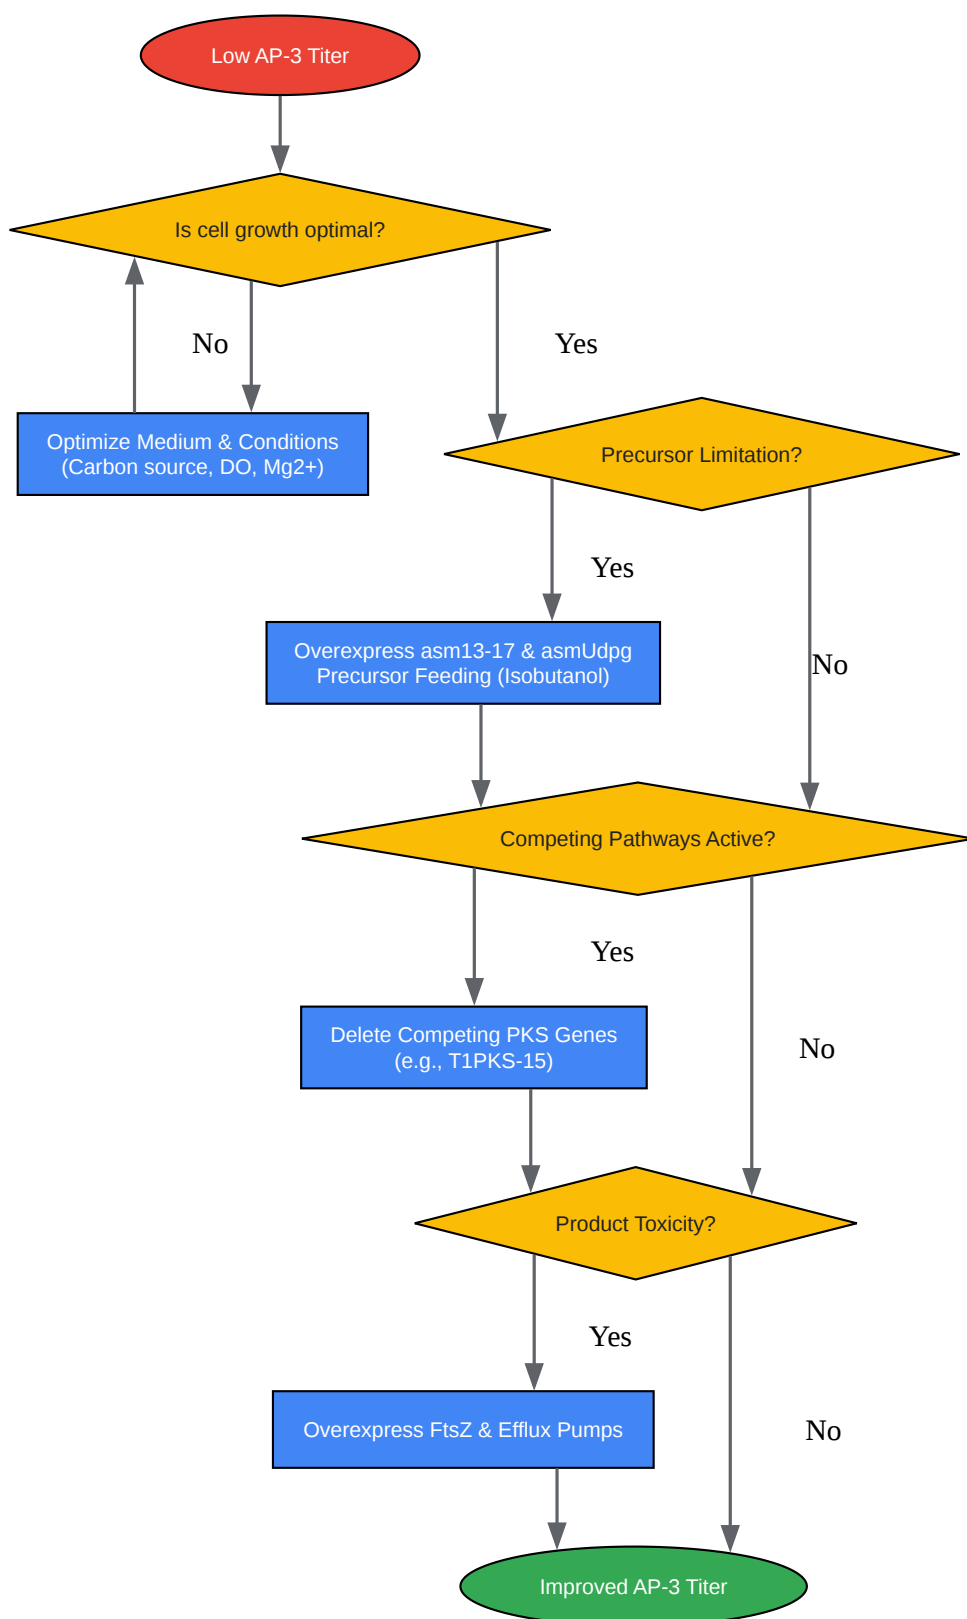 Low AP-3 Titer
Is cell growth optimal?
No
Yes
Optimize Medium & Conditions
(Carbon source, DO, Mg2+)
Precursor Limitation?
Yes
Overexpress asm13-17 & asmUdpg
Precursor Feeding (Isobutanol)
No
Competing Pathways Active?
Yes
Delete Competing PKS Genes
(e.g., T1PKS-15)
No
Product Toxicity?
Yes
Overexpress FtsZ & Efflux Pumps
No
Improved AP-3 Titer